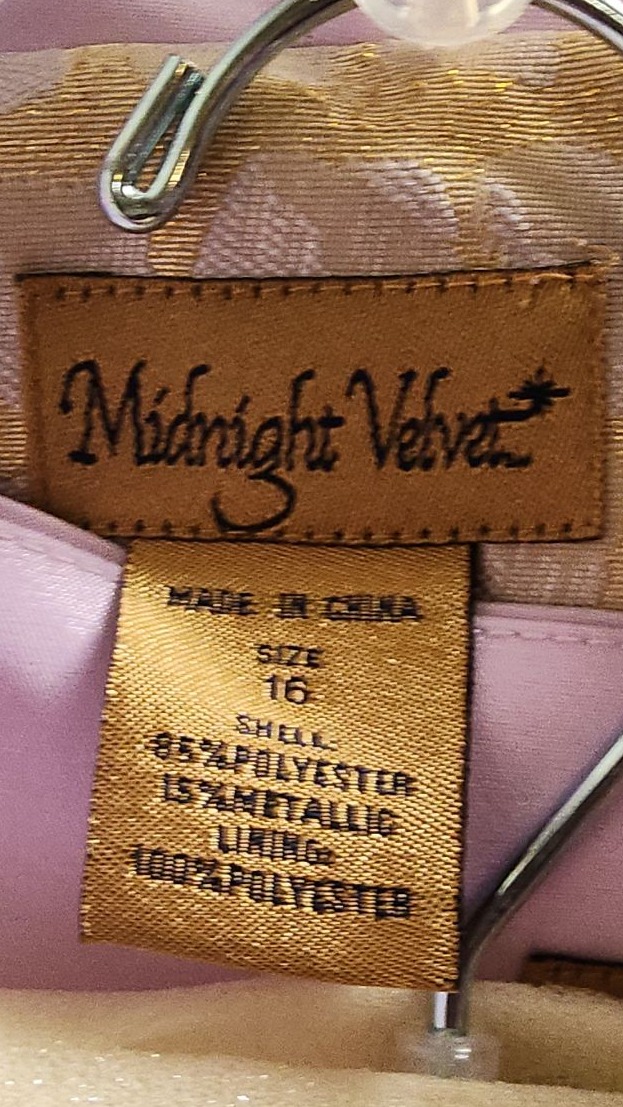 Midnight Velvet
MADE IN CHINA
SIZE
16
SHELL:
85%POLYESTER
15%METALLIC
LINING:
100%POLYESTER